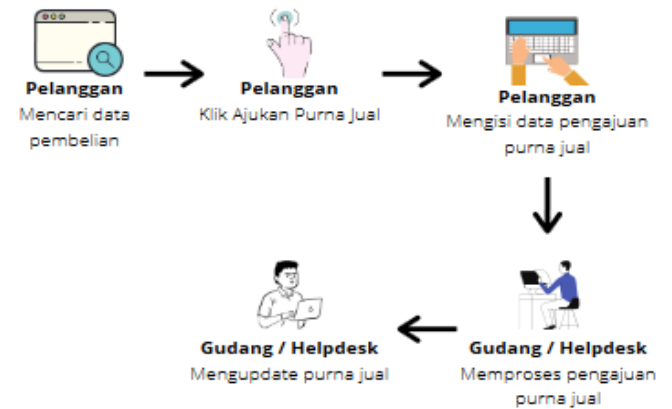 Pelanggan
Mencari data
pembelian
Pelanggan
Klik Ajukan Purna Jual
Pelanggan
Mengisi data pengajuan
purna jual
Gudang / Helpdesk
Memproses pengajuan
purna jual
Gudang / Helpdesk
Mengupdate purna jual